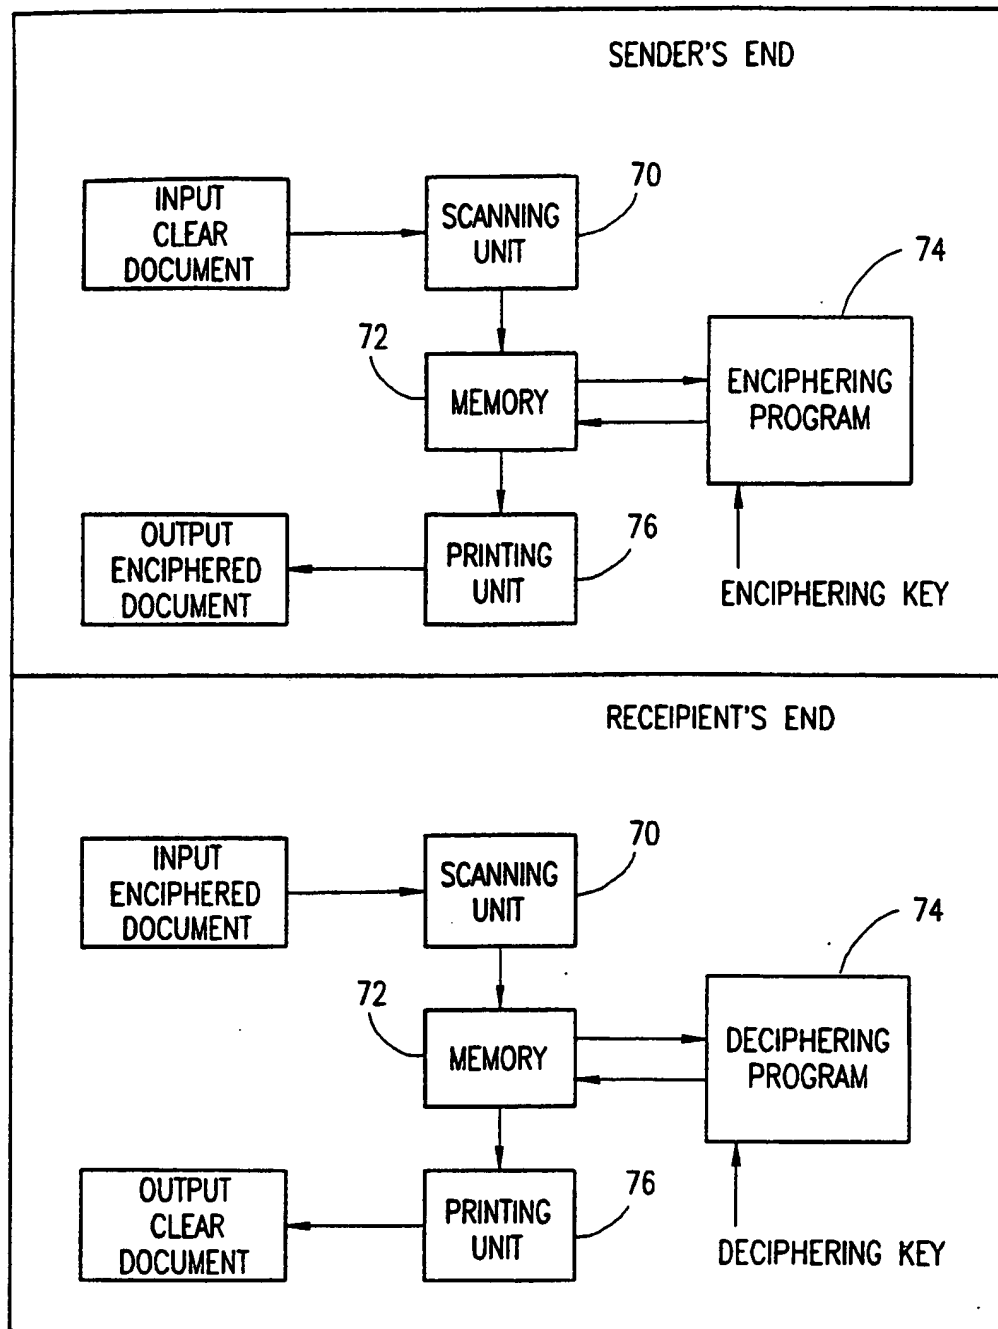 SENDER'S END
70
INPUT
CLEAR
DOCUMENT
SCANNING
UNIT
74
72
MEMORY
ENCIPHERING
PROGRAM
OUTPUT
ENCIPHERED
DOCUMENT
PRINTING
UNIT
76
ENCIPHERING KEY
RECEIPIENT'S END
70
INPUT
ENCIPHERED
DOCUMENT
SCANNING
UNIT
74
72
MEMORY
DECIPHERING
PROGRAM
OUTPUT
CLEAR
DOCUMENT
PRINTING
UNIT
76
DECIPHERING KEY